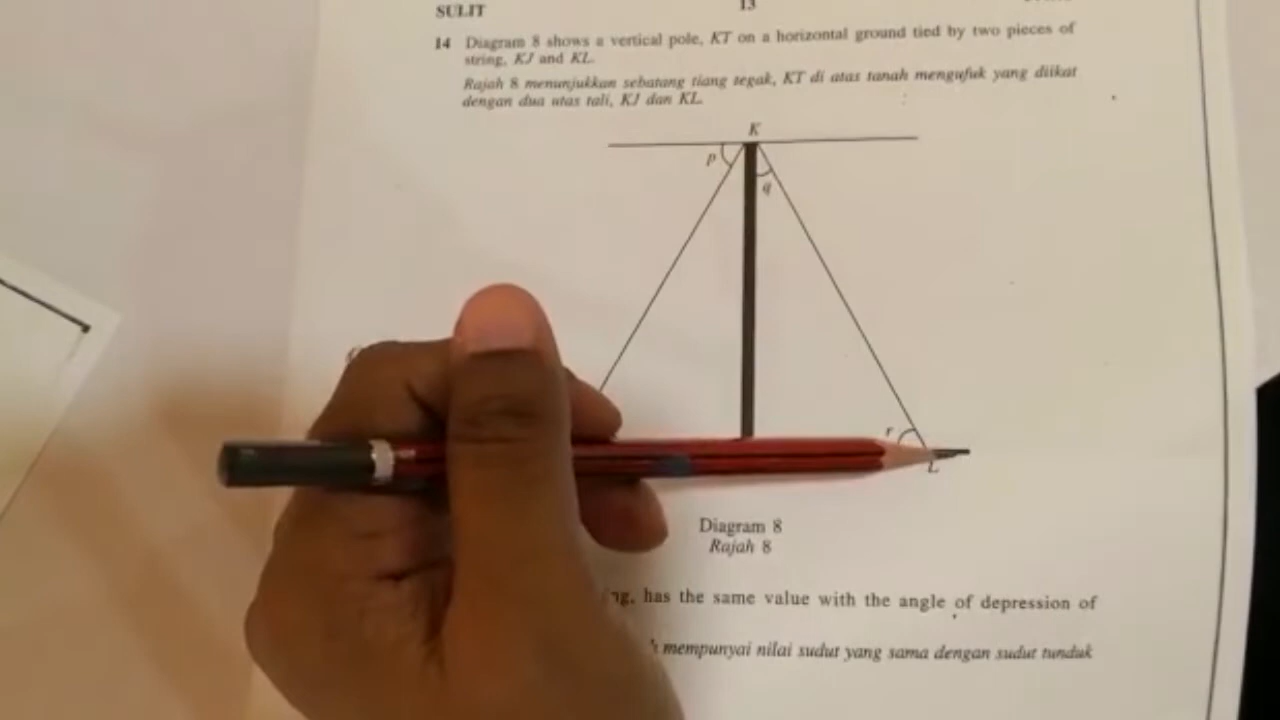 SULIT
13
14 Diagram 8 shows a vertical pole, KT on a horizontal ground tied by two pieces of
string, KJ and KL.
Rajah 8 menunjukkan sebatang tiang tegak, KT di atas tanah mengufuk yang diikat
dengan dua utas tali, KJ dan KL.
K
p
q
r
L
Diagram 8
Rajah 8
has the same value with the angle of depression of
mempunyai nilai sudut yang sama dengan sudut tunduk